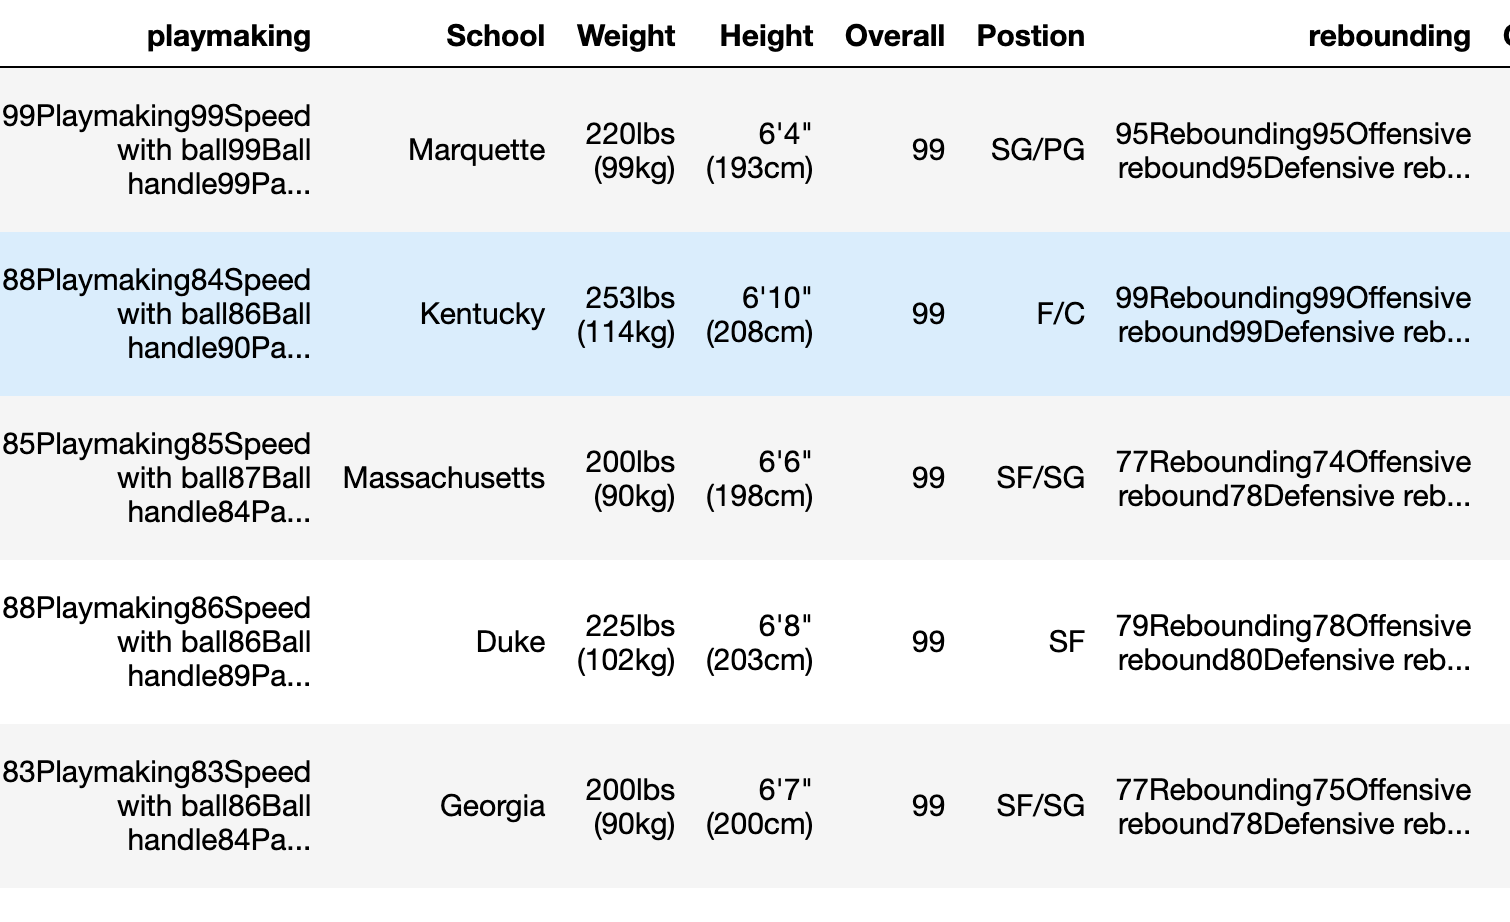 playmaking School Weight Height Overall Postion rebounding
99Playmaking99Speed with ball99Ball handle99Pa... Marquette 220lbs (99kg) 6'4" (193cm) 99 SG/PG 95Rebounding95Offensive rebound95Defensive reb...
88Playmaking84Speed with ball86Ball handle90Pa... Kentucky 253lbs (114kg) 6'10" (208cm) 99 F/C 99Rebounding99Offensive rebound99Defensive reb...
85Playmaking85Speed with ball87Ball handle84Pa... Massachusetts 200lbs (90kg) 6'6" (198cm) 99 SF/SG 77Rebounding74Offensive rebound78Defensive reb...
88Playmaking86Speed with ball86Ball handle89Pa... Duke 225lbs (102kg) 6'8" (203cm) 99 SF 79Rebounding78Offensive rebound80Defensive reb...
83Playmaking83Speed with ball86Ball handle84Pa... Georgia 200lbs (90kg) 6'7" (200cm) 99 SF/SG 77Rebounding75Offensive rebound78Defensive reb...